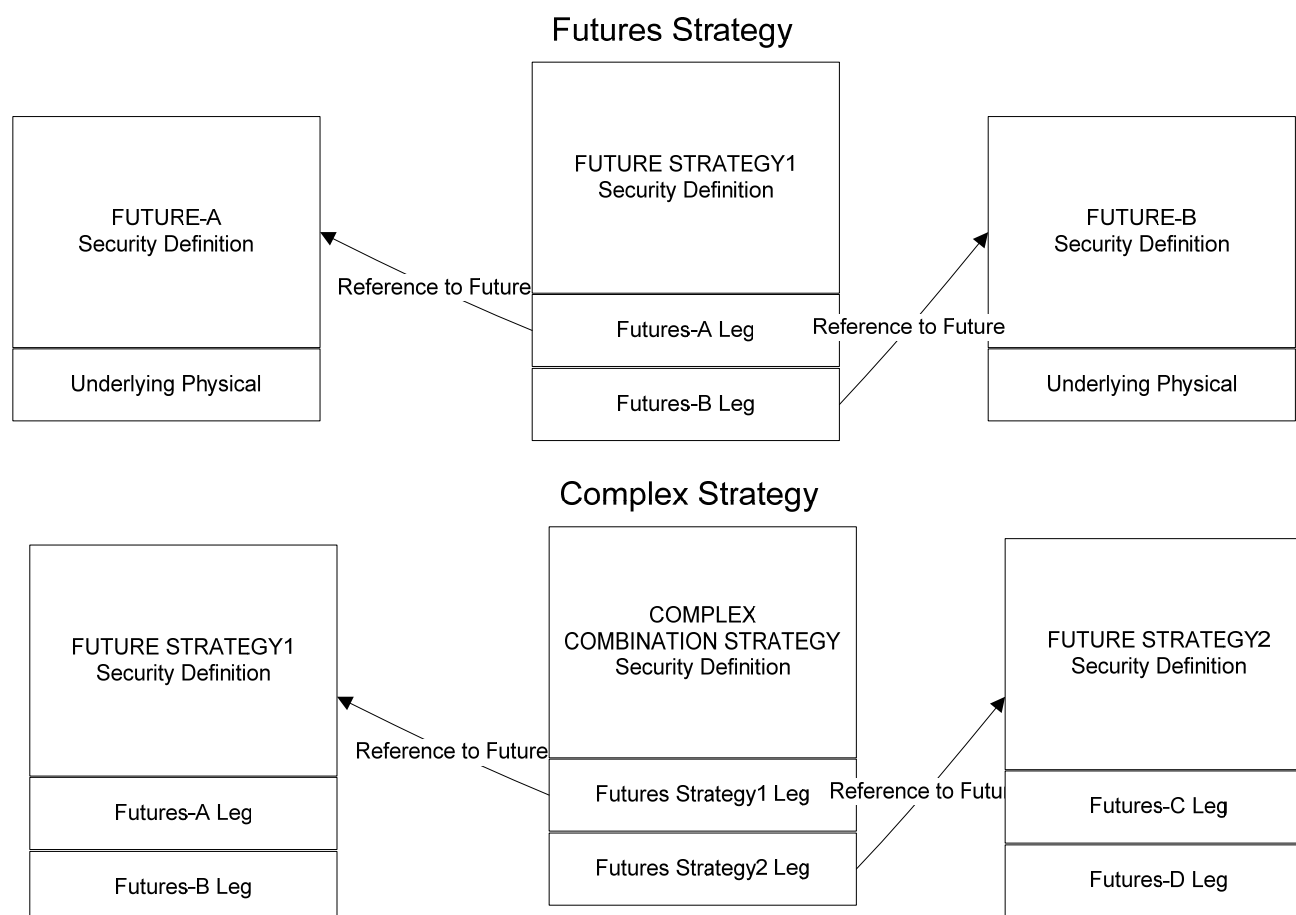 Futures Strategy
FUTURE-A
Security Definition
Underlying Physical
Reference to Future
FUTURE STRATEGY1
Security Definition
Futures-A Leg
Futures-B Leg
Reference to Future
FUTURE-B
Security Definition
Underlying Physical
Complex Strategy
FUTURE STRATEGY1
Security Definition
Futures-A Leg
Futures-B Leg
Reference to Future
COMPLEX
COMBINATION STRATEGY
Security Definition
Futures Strategy1 Leg
Futures Strategy2 Leg
Reference to Futu
FUTURE STRATEGY2
Security Definition
Futures-C Leg
Futures-D Leg